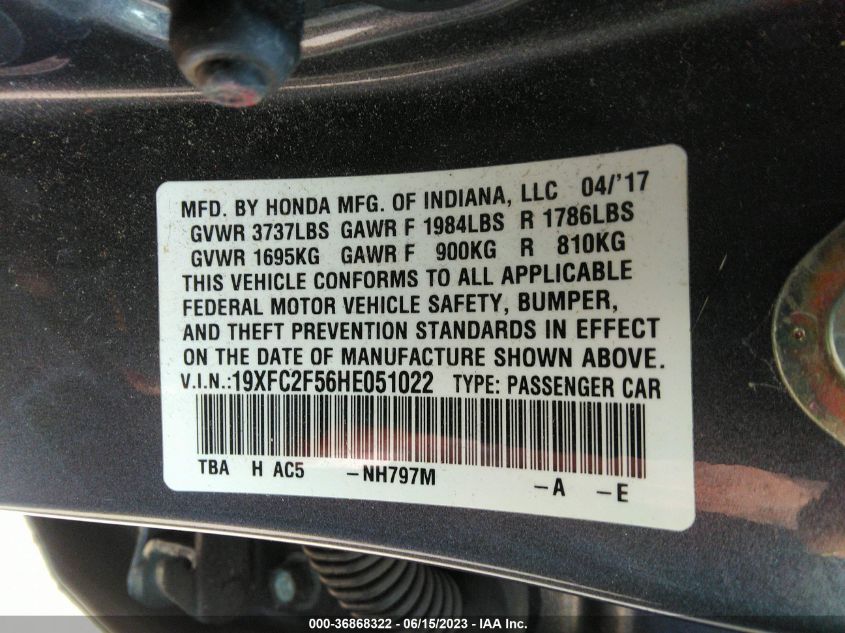 MFD. BY HONDA MFG. OF INDIANA, LLC 04/'17
GVWR 3737LBS GAWR F 1984LBS R 1786LBS
GVWR 1695KG GAWR F 900KG R 810KG
THIS VEHICLE CONFORMS TO ALL APPLICABLE
FEDERAL MOTOR VEHICLE SAFETY, BUMPER,
AND THEFT PREVENTION STANDARDS IN EFFECT
ON THE DATE OF MANUFACTURE SHOWN ABOVE.
V.I.N.:19XFC2F56HE051022 TYPE: PASSENGER CAR
TBA H AC5 –NH797M –A –E
000-36868322 / 06/15/2023 / IAA Inc.